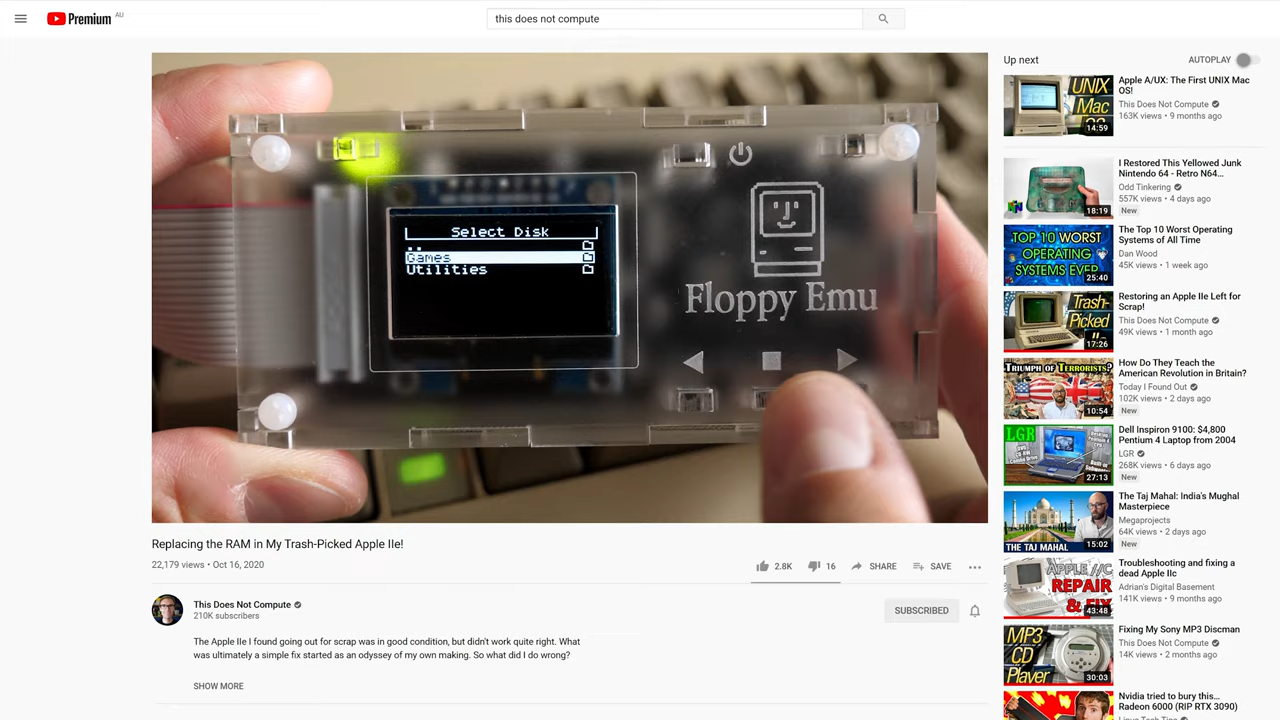 Premium AU
this does not compute
Select Disk
..
Games
Utilities
Floppy Emu
Replacing the RAM in My Trash-Picked Apple IIe!
22,179 views • Oct 16, 2020
2.8K
16
SHARE
SAVE
This Does Not Compute
210K subscribers
SUBSCRIBED
The Apple IIe I found going out for scrap was in good condition, but didn't work quite right. What
was ultimately a simple fix started as an odyssey of my own making. So what did I do wrong?
SHOW MORE
Up next
AUTOPLAY
UNIX
Mac
OS
14:59
Apple A/UX: The First UNIX Mac
OS!
This Does Not Compute
163K views • 9 months ago
18:19
I Restored This Yellowed Junk
Nintendo 64 - Retro N64...
Odd Tinkering
557K views • 4 days ago
New
TOP 10 WORST
OPERATING
SYSTEMS EVER
25:40
The Top 10 Worst Operating
Systems of All Time
Dan Wood
45K views • 1 week ago
Trash-
Picked
17:26
Restoring an Apple IIe Left for
Scrap!
This Does Not Compute
49K views • 1 month ago
TRIUMPH OF TERRORISTS?
10:54
How Do They Teach the
American Revolution in Britain?
Today I Found Out
102K views • 2 days ago
New
LGR
27:13
Dell Inspiron 9100: $4,800
Pentium 4 Laptop from 2004
LGR
268K views • 6 days ago
New
THE TAJ MAHAL
15:02
The Taj Mahal: India's Mughal
Masterpiece
Megaprojects
64K views • 2 days ago
New
APPLE //C
REPAIR
& FIX
43:48
Troubleshooting and fixing a
dead Apple IIc
Adrian's Digital Basement
141K views • 9 months ago
MP3
CD
Player
30:03
Fixing My Sony MP3 Discman
This Does Not Compute
14K views • 2 months ago
Nvidia tried to bury this...
Radeon 6000 (RIP RTX 3090)
Linus Tech Tips